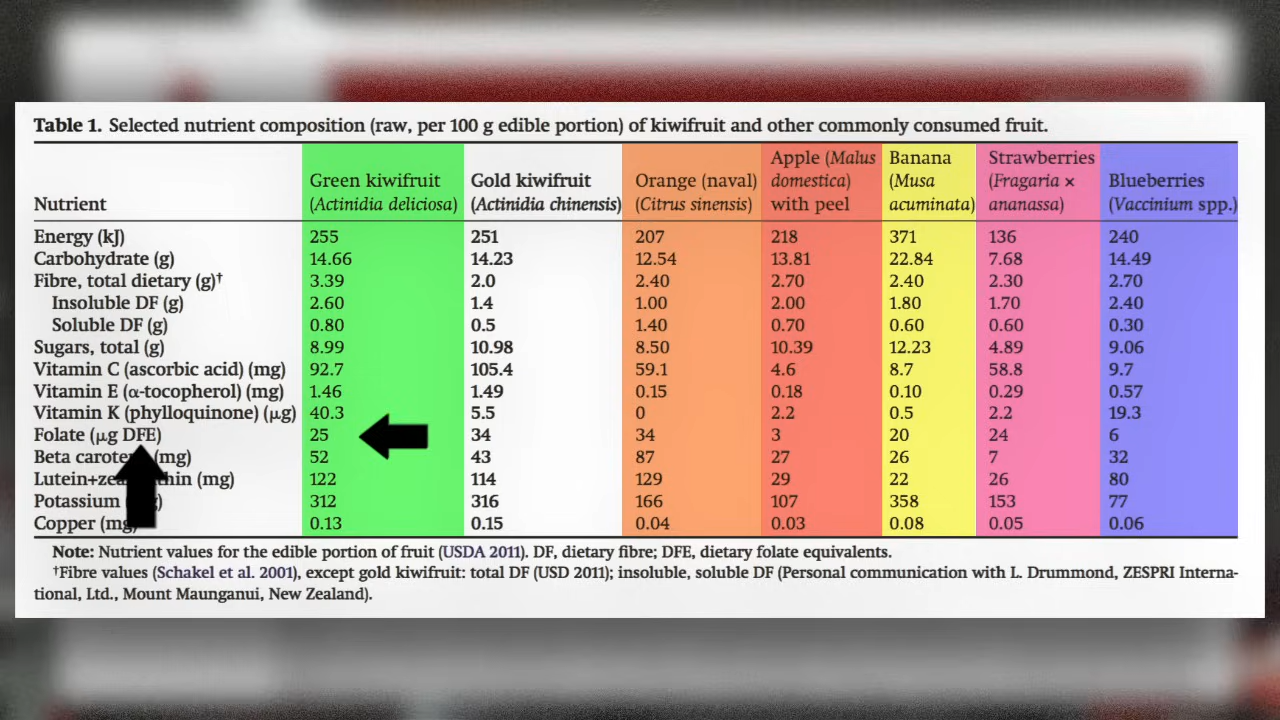 Table 1. Selected nutrient composition (raw, per 100 g edible portion) of kiwifruit and other commonly consumed fruit.
Nutrient Green kiwifruit (Actinidia deliciosa) Gold kiwifruit (Actinidia chinensis) Orange (naval) (Citrus sinensis) Apple (Malus domestica) with peel Banana (Musa acuminata) Strawberries (Fragaria × ananassa) Blueberries (Vaccinium spp.)
Energy (kJ) 255 251 207 218 371 136 240
Carbohydrate (g) 14.66 14.23 12.54 13.81 22.84 7.68 14.49
Fibre, total dietary (g)† 3.39 2.0 2.40 2.70 2.40 2.30 2.70
Insoluble DF (g) 2.60 1.4 1.00 2.00 1.80 1.70 2.40
Soluble DF (g) 0.80 0.5 1.40 0.70 0.60 0.60 0.30
Sugars, total (g) 8.99 10.98 8.50 10.39 12.23 4.89 9.06
Vitamin C (ascorbic acid) (mg) 92.7 105.4 59.1 4.6 8.7 58.8 9.7
Vitamin E (α-tocopherol) (mg) 1.46 1.49 0.15 0.18 0.10 0.29 0.57
Vitamin K (phylloquinone) (μg) 40.3 5.5 0 2.2 0.5 2.2 19.3
Folate (μg DFE) 25 34 34 3 20 24 6
Beta (mg) 52 43 87 27 26 7 32
(mg) 122 114 129 29 22 26 80
Potassium 312 316 166 107 358 153 77
Copper 0.13 0.15 0.04 0.03 0.08 0.05 0.06
Note: Nutrient values for the edible portion of fruit (USDA 2011). DF, dietary fibre; DFE, dietary folate equivalents.
†Fibre values (Schakel et al. 2001), except gold kiwifruit: total DF (USD 2011); insoluble, soluble DF (Personal communication with L. Drummond, ZESPRI Interna-
tional, Ltd., Mount Maunganui, New Zealand).